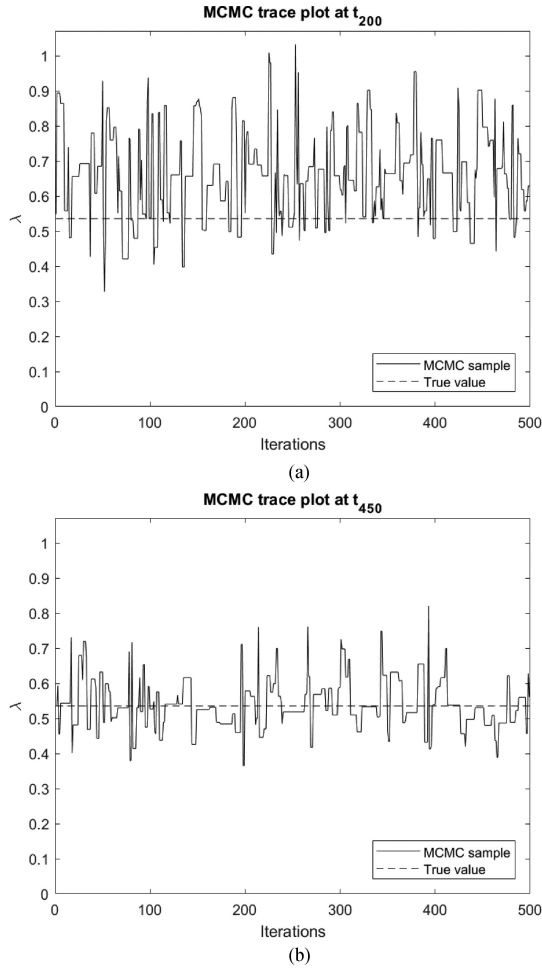 MCMC trace plot at t200
1
0.9
0.8
0.7
0.6
0.5
0.4
0.3
0.2
0.1
0
λ
MCMC sample
True value
0 100 200 300 400 500
Iterations
(a)
MCMC trace plot at t450
1
0.9
0.8
0.7
0.6
0.5
0.4
0.3
0.2
0.1
0
λ
MCMC sample
True value
0 100 200 300 400 500
Iterations
(b)